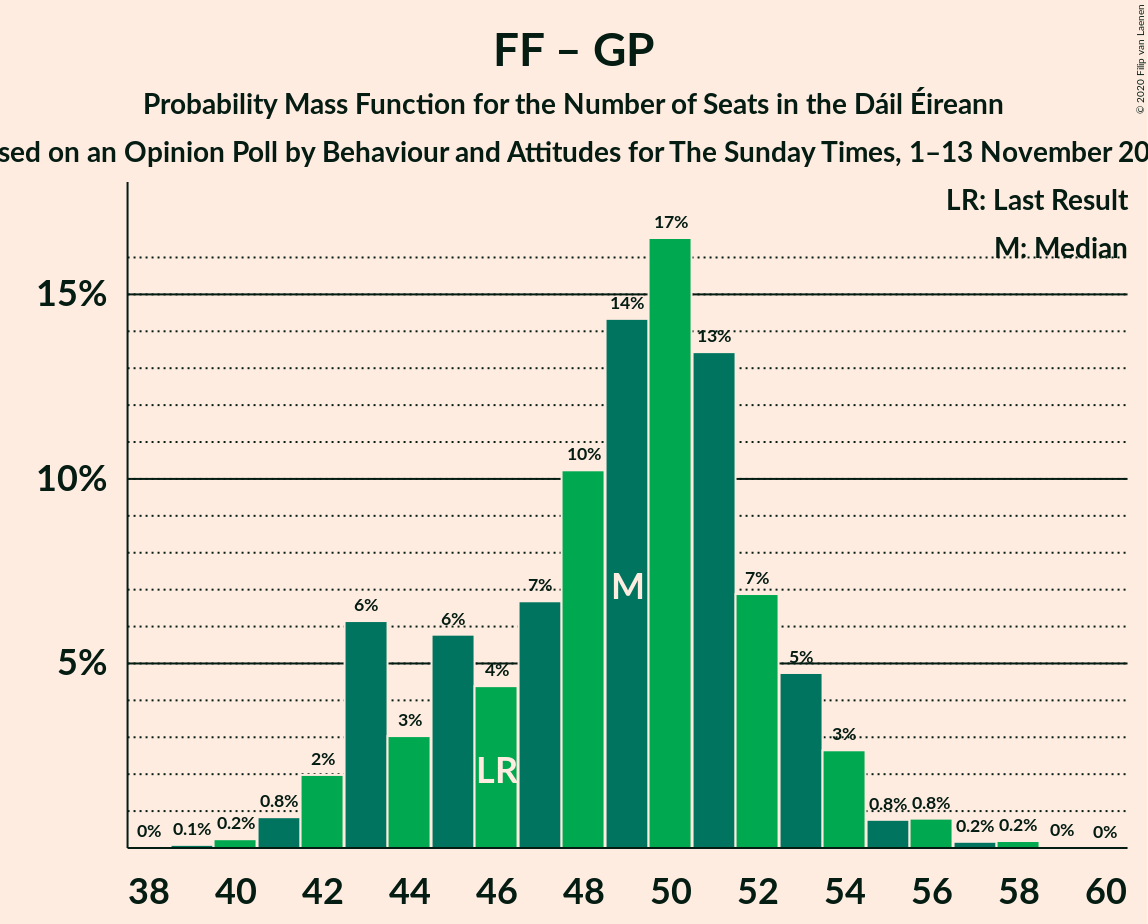 FF – GP
Probability Mass Function for the Number of Seats in the Dáil Éireann
sed on an Opinion Poll by Behaviour and Attitudes for The Sunday Times, 1–13 November 20
© 2020 Filip van Laenen
LR: Last Result
M: Median
15%
10%
5%
0%
0.1%
0.2%
0.8%
2%
6%
3%
6%
4%
7%
10%
14%
17%
13%
7%
5%
3%
0.8%
0.8%
0.2%
0.2%
0%
0%
LR
M
38 40 42 44 46 48 50 52 54 56 58 60